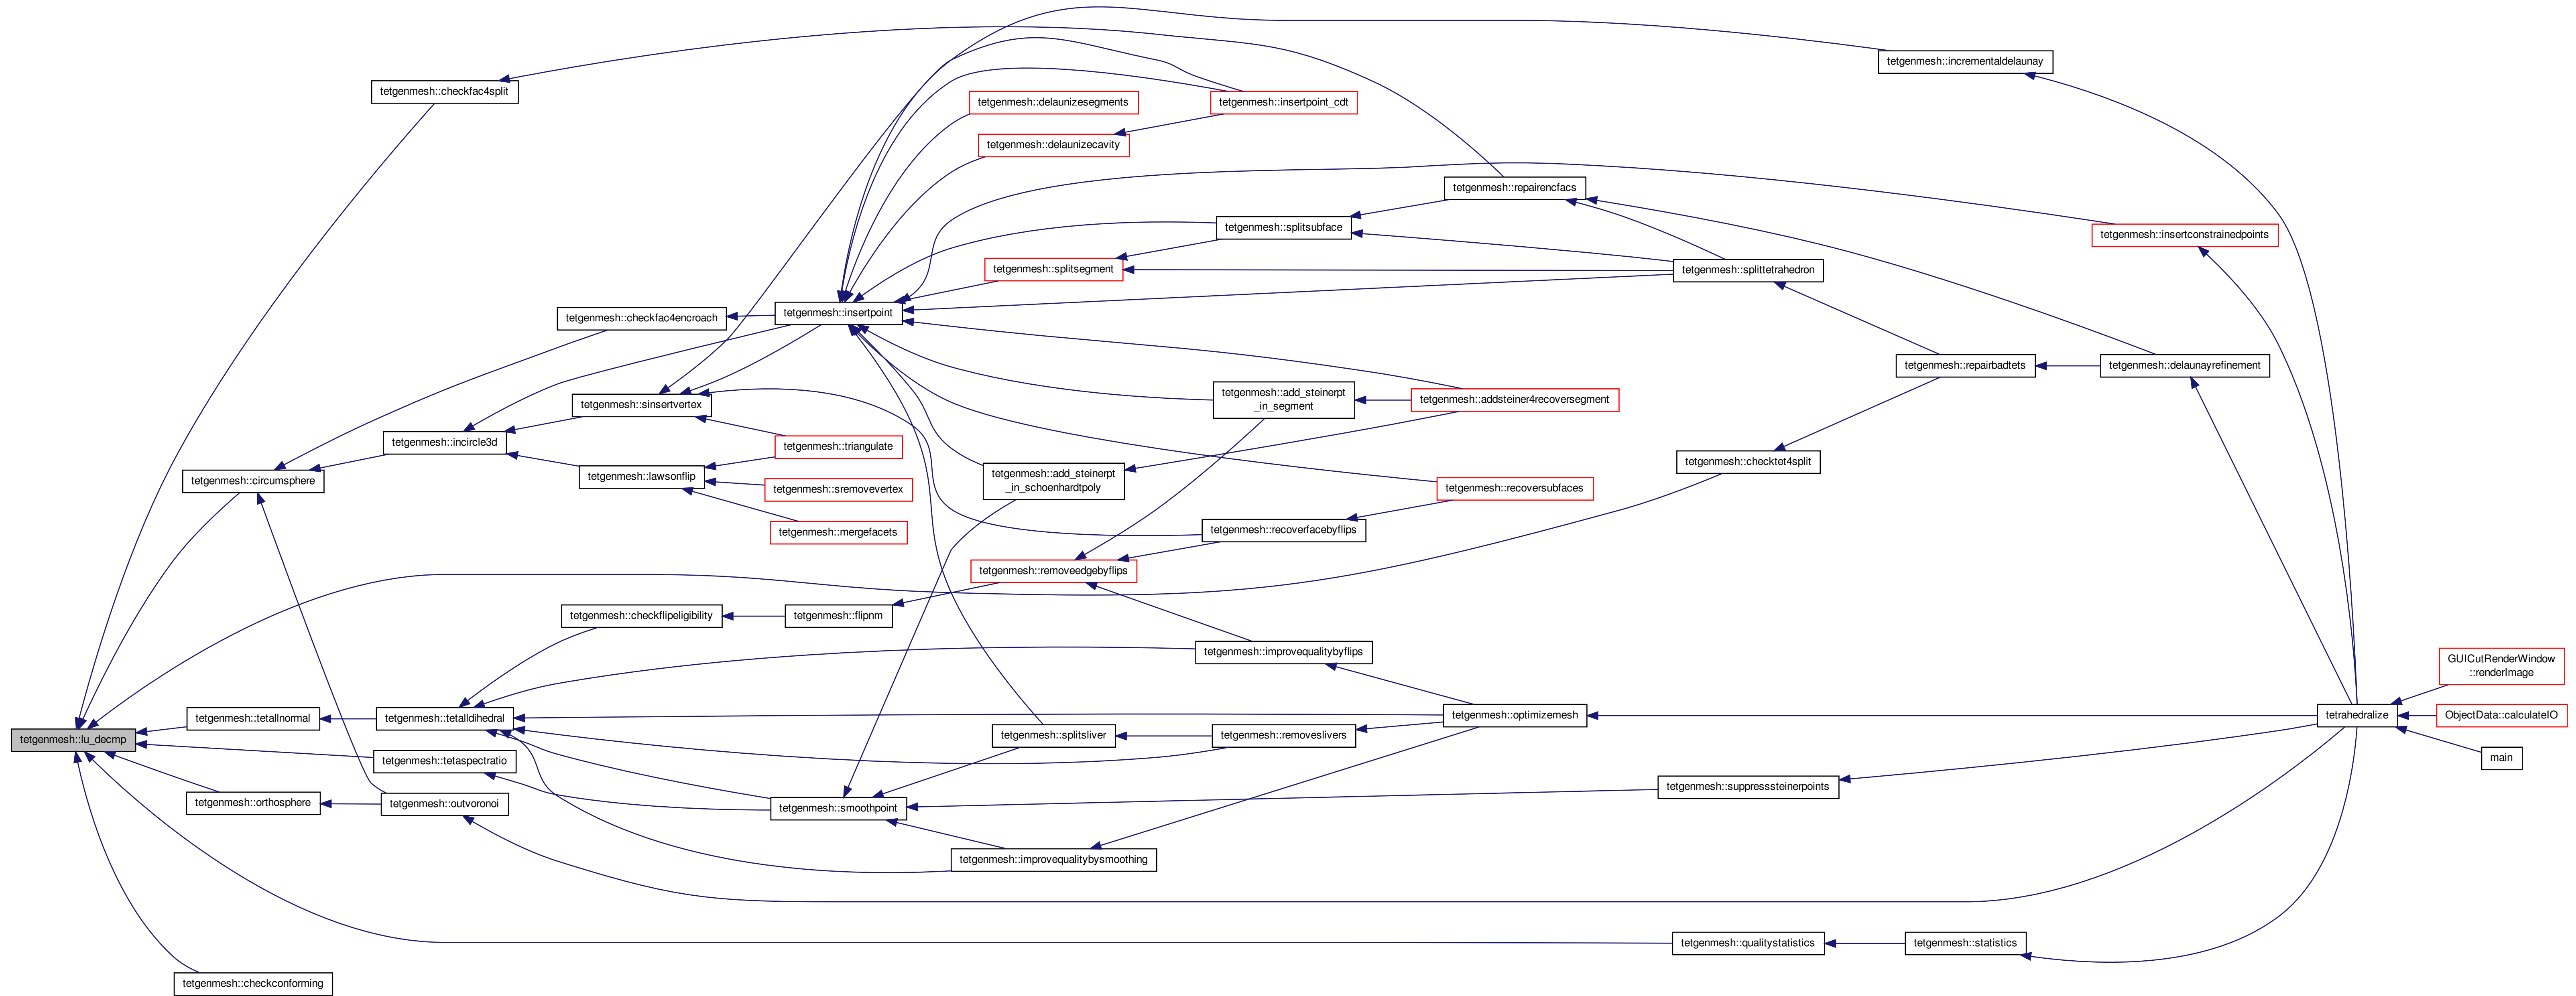 tetgenmesh::incrementaldelaunay
tetgenmesh::checkfac4split
tetgenmesh::delaunizesegments
tetgenmesh::insertpoint_cdt
tetgenmesh::delaunizecavity
tetgenmesh::repairencfacs
tetgenmesh::splitsubface
tetgenmesh::insertconstrainedpoints
tetgenmesh::splitsegment
tetgenmesh::splittetrahedron
tetgenmesh::insertpoint
tetgenmesh::checkfac4encroach
tetgenmesh::repairbadtets
tetgenmesh::delaunayrefinement
tetgenmesh::add_steinerpt
_in_segment
tetgenmesh::addsteiner4recoversegment
tetgenmesh::sinsertvertex
tetgenmesh::incircle3d
tetgenmesh::triangulate
tetgenmesh::checktet4split
tetgenmesh::circumsphere
tetgenmesh::lawsonflip
tetgenmesh::add_steinerpt
_in_schoenhardtpoly
tetgenmesh::sremovevertex
tetgenmesh::recoversubfaces
tetgenmesh::mergefacets
tetgenmesh::recoverfacebyflips
tetgenmesh::removeedgebyflips
tetgenmesh::checkflipeligibility
tetgenmesh::flipnm
tetgenmesh::improvequalitybyflips
GUICutRenderWindow
::renderImage
tetgenmesh::tetallnormal
tetgenmesh::tetalldihedral
tetgenmesh::optimizemesh
tetrahedralize
ObjectData::calculateIO
tetgenmesh::lu_decmp
tetgenmesh::splitsliver
tetgenmesh::removeslivers
main
tetgenmesh::tetaspectratio
tetgenmesh::suppresssteinerpoints
tetgenmesh::orthosphere
tetgenmesh::outvoronoi
tetgenmesh::smoothpoint
tetgenmesh::improvequalitybysmoothing
tetgenmesh::qualitystatistics
tetgenmesh::statistics
tetgenmesh::checkconforming